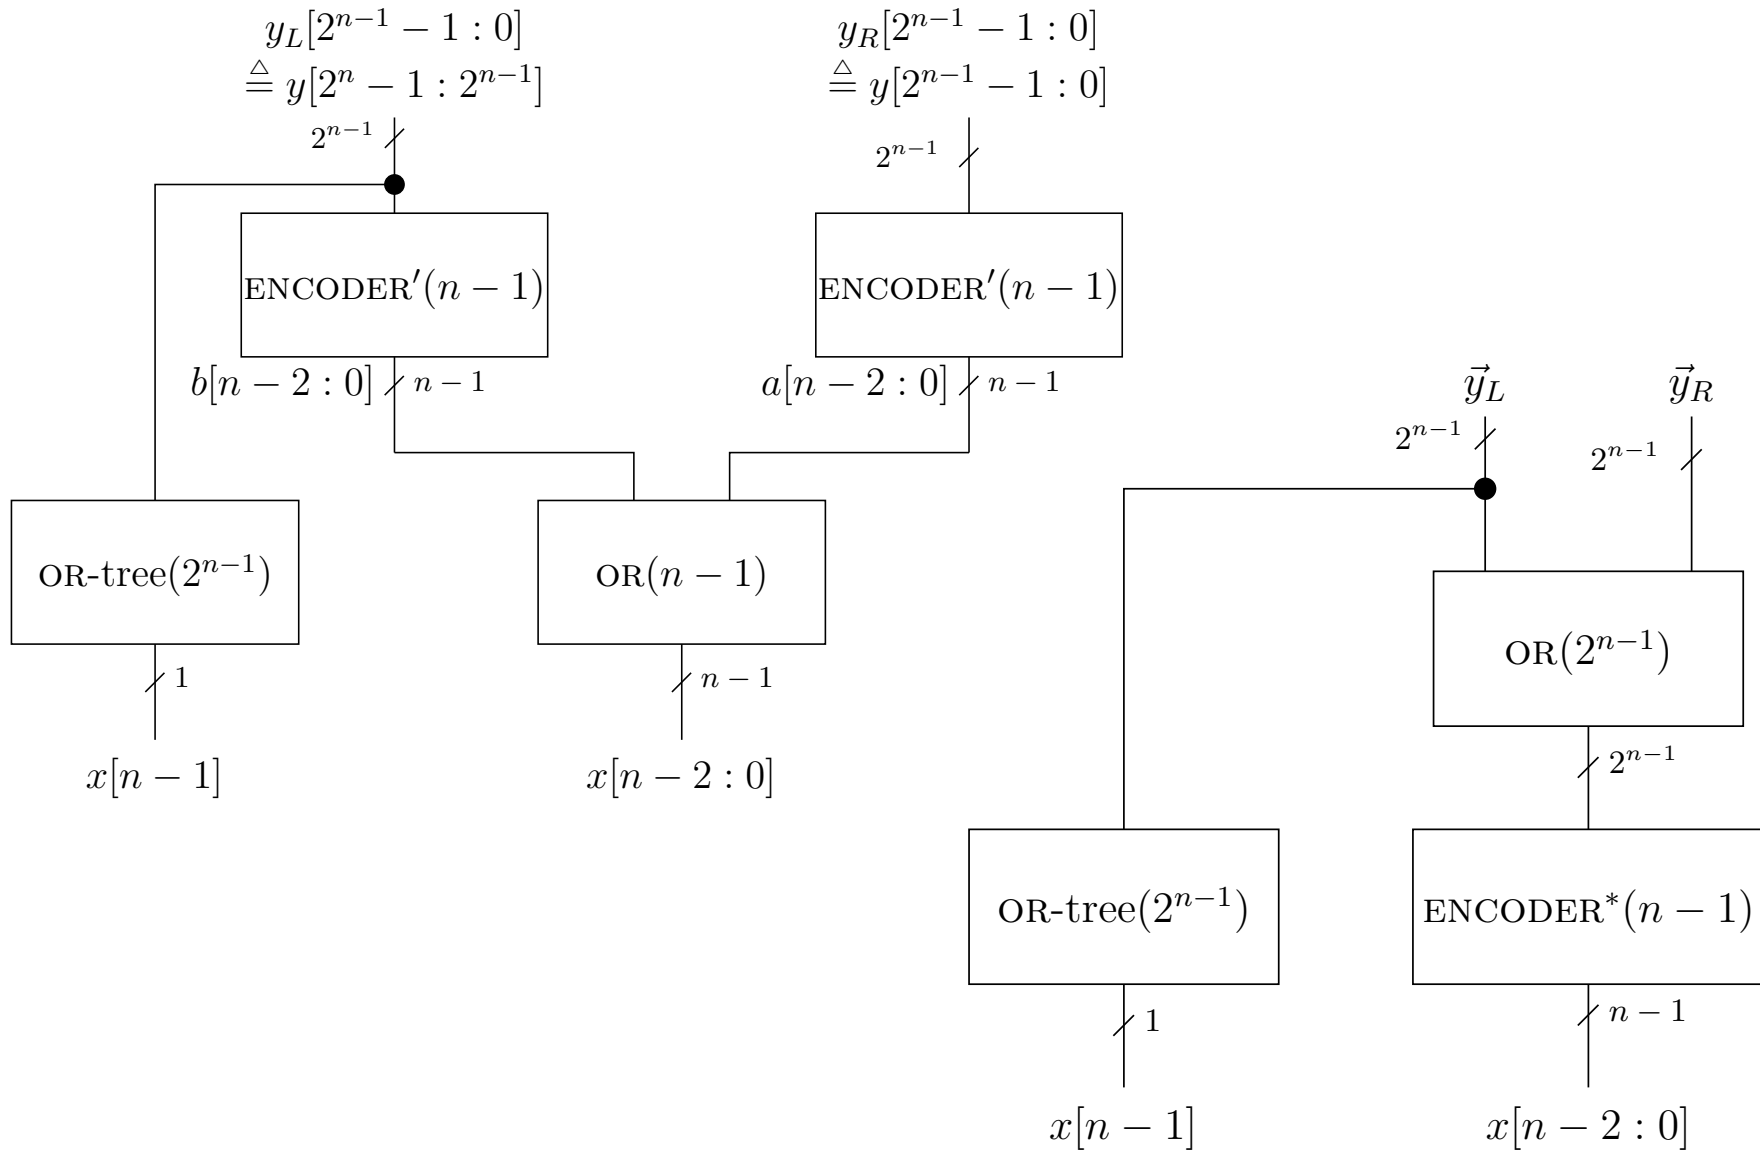 y_L[2^{n-1} - 1 : 0]
≜ y[2^n - 1 : 2^{n-1}]
2^{n-1}
y_R[2^{n-1} - 1 : 0]
≜ y[2^{n-1} - 1 : 0]
2^{n-1}
ENCODER′(n − 1)
ENCODER′(n − 1)
b[n − 2 : 0]
n − 1
a[n − 2 : 0]
n − 1
OR-tree(2^{n-1})
OR(n − 1)
1
n − 1
x[n − 1]
x[n − 2 : 0]
\vec{y}_L
\vec{y}_R
2^{n-1}
2^{n-1}
OR(2^{n-1})
2^{n-1}
OR-tree(2^{n-1})
ENCODER*(n − 1)
1
n − 1
x[n − 1]
x[n − 2 : 0]